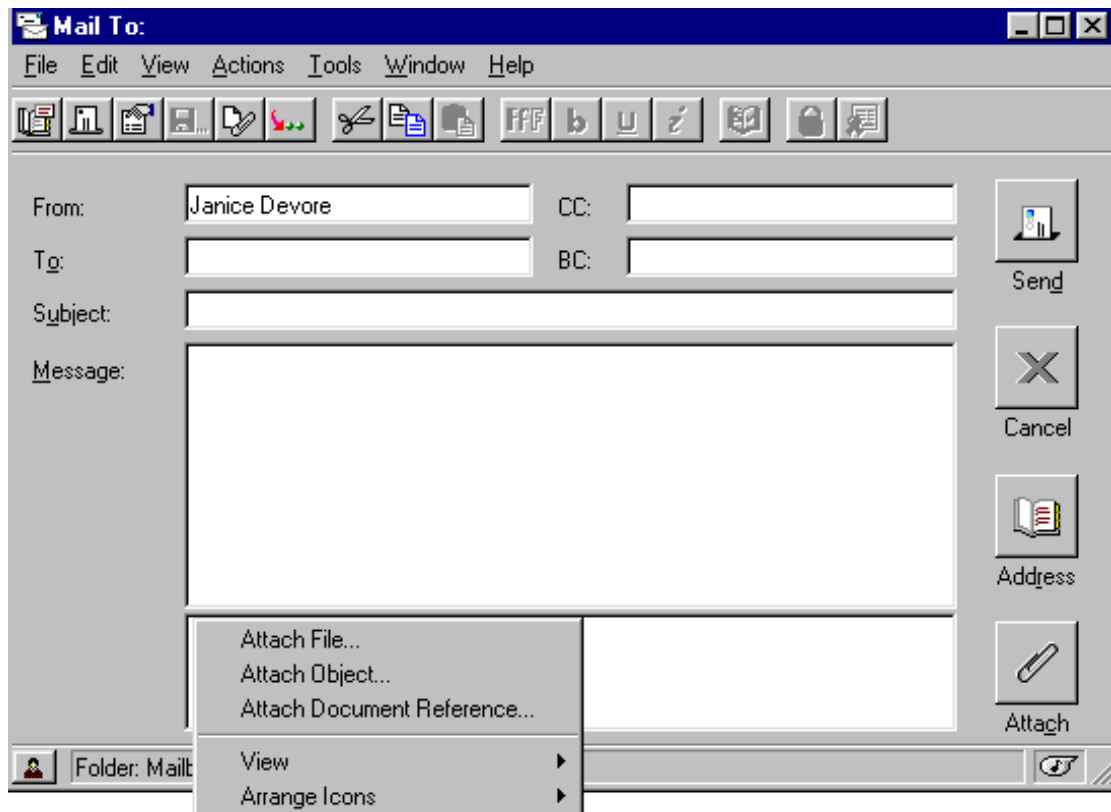 Mail To:
File Edit View Actions Tools Window Help
From: Janice Devore CC:
To: BC:
Send
Subject:
Message:
Cancel
Address
Attach File...
Attach Object...
Attach Document Reference...
Attach
View
Folder: Mailb
Arrange Icons